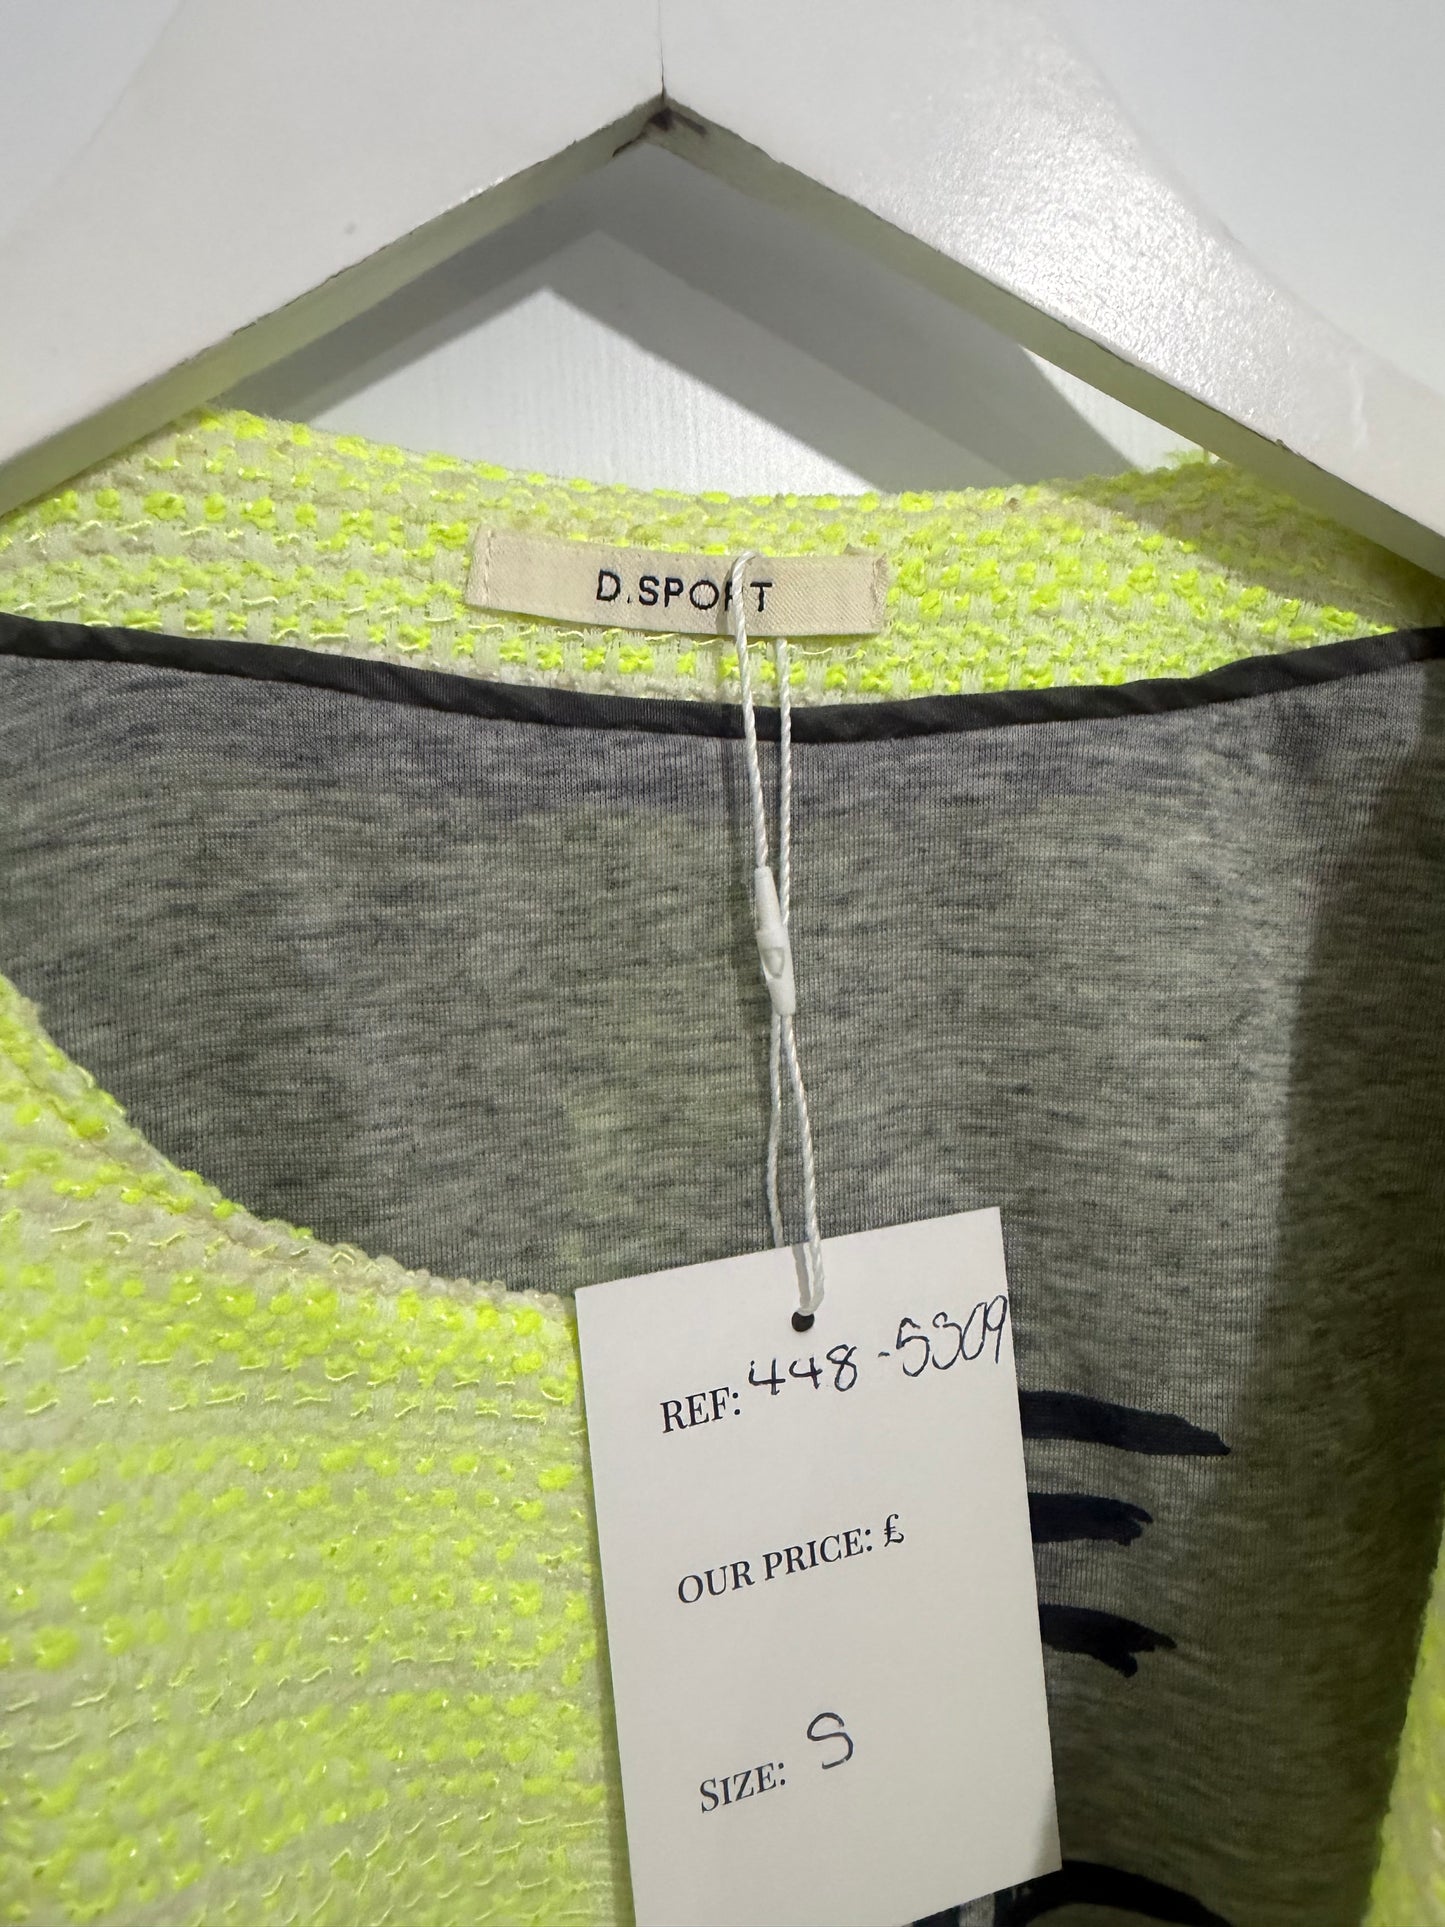 D.SPORT
REF: 448-5309
OUR PRICE: £
SIZE: S